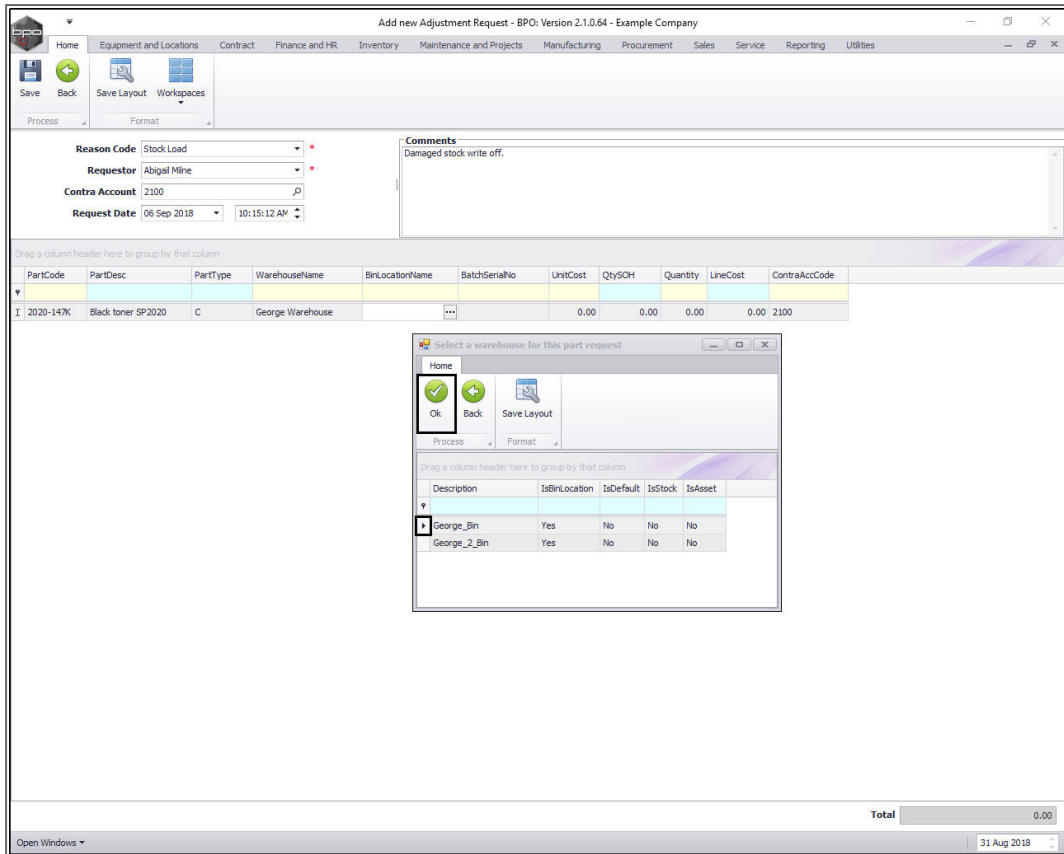 Add new Adjustment Request - BPO: Version 2.1.0.64 - Example Company
bpo
Home Equipment and Locations Contract Finance and HR Inventory Maintenance and Projects Manufacturing Procurement Sales Service Reporting Utilities
Save Back Save Layout Workspaces
Process Format
Reason Code Stock Load *
Requestor Abigail Milne *
Contra Account 2100
Request Date 06 Sep 2018 10:15:12 AM
Comments
Damaged stock write off.
Drag a column header here to group by that column
PartCode PartDesc PartType WarehouseName BinLocationName BatchSerialNo UnitCost QtySOH Quantity LineCost ContraAccCode
2020-147K Black toner SP2020 C George Warehouse ... 0.00 0.00 0.00 0.00 2100
Select a warehouse for this part request
Home
Ok Back Save Layout
Process Format
Drag a column header here to group by that column
Description IsBinLocation IsDefault IsStock IsAsset
George_Bin Yes No No No
George_2_Bin Yes No No No
Total 0.00
Open Windows 31 Aug 2018